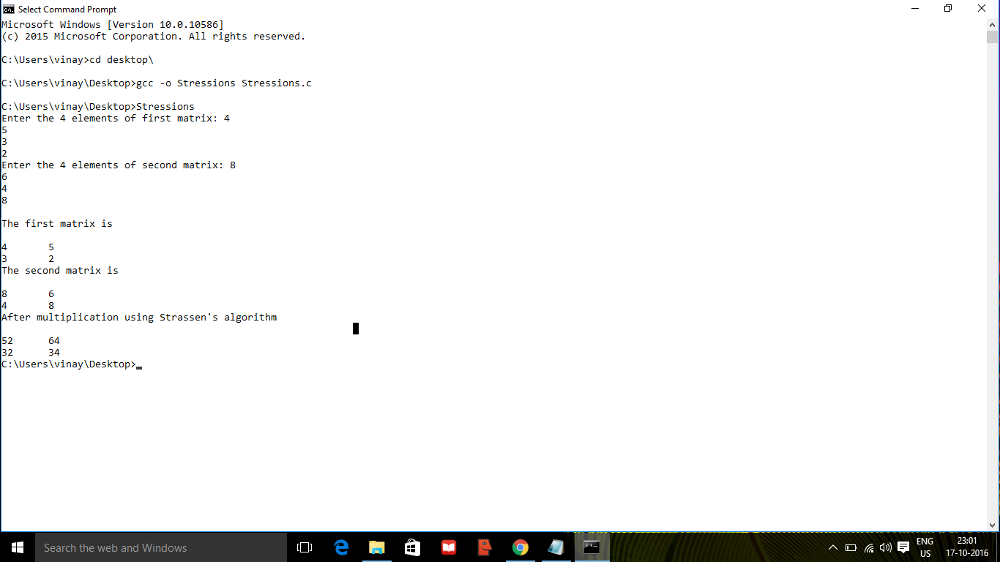 Select Command Prompt
Microsoft Windows [Version 10.0.10586]
(c) 2015 Microsoft Corporation. All rights reserved.
C:\Users\vinay>cd desktop\
C:\Users\vinay\Desktop>gcc -o Stressions Stressions.c
C:\Users\vinay\Desktop>Stressions
Enter the 4 elements of first matrix: 4
5
3
2
Enter the 4 elements of second matrix: 8
6
4
8
The first matrix is
4 5
3 2
The second matrix is
8 6
4 8
After multiplication using Strassen's algorithm
52 64
32 34
C:\Users\vinay\Desktop>
Search the web and Windows
ENG 23:01
US 17-10-2016